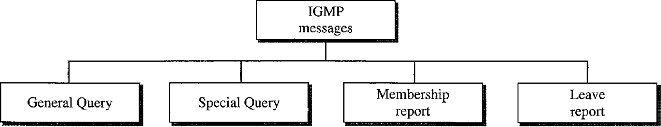 IGMP
messages
General Query
Special Query
Membership
report
Leave
report